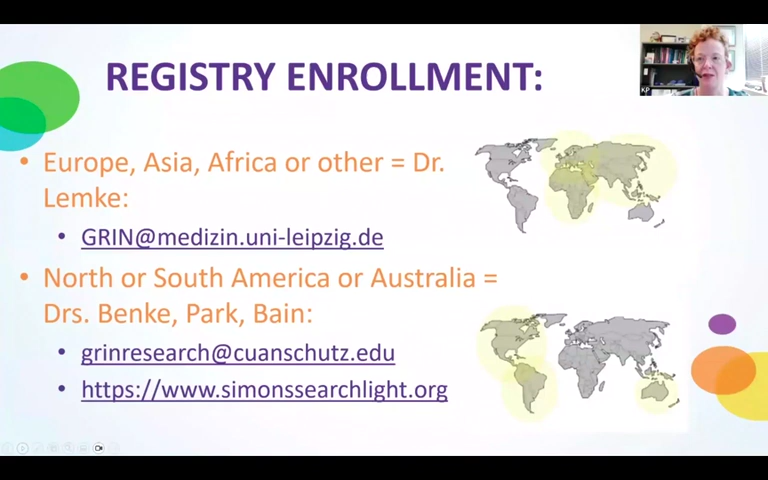 REGISTRY ENROLLMENT:
KP
• Europe, Asia, Africa or other = Dr.
Lemke:
• GRIN@medizin.uni-leipzig.de
• North or South America or Australia =
Drs. Benke, Park, Bain:
• grinresearch@cuanschutz.edu
• https://www.simonssearchlight.org